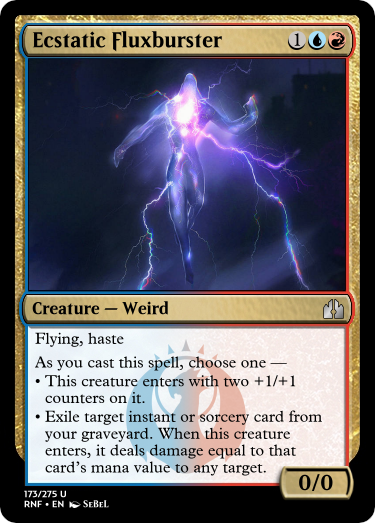 Ecstatic Fluxburster 1
Creature — Weird
Flying, haste
As you cast this spell, choose one —
• This creature enters with two +1/+1
counters on it.
• Exile target instant or sorcery card from
your graveyard. When this creature
enters, it deals damage equal to that
card's mana value to any target.
0/0
173/275 U
RNF • EN SEBEL